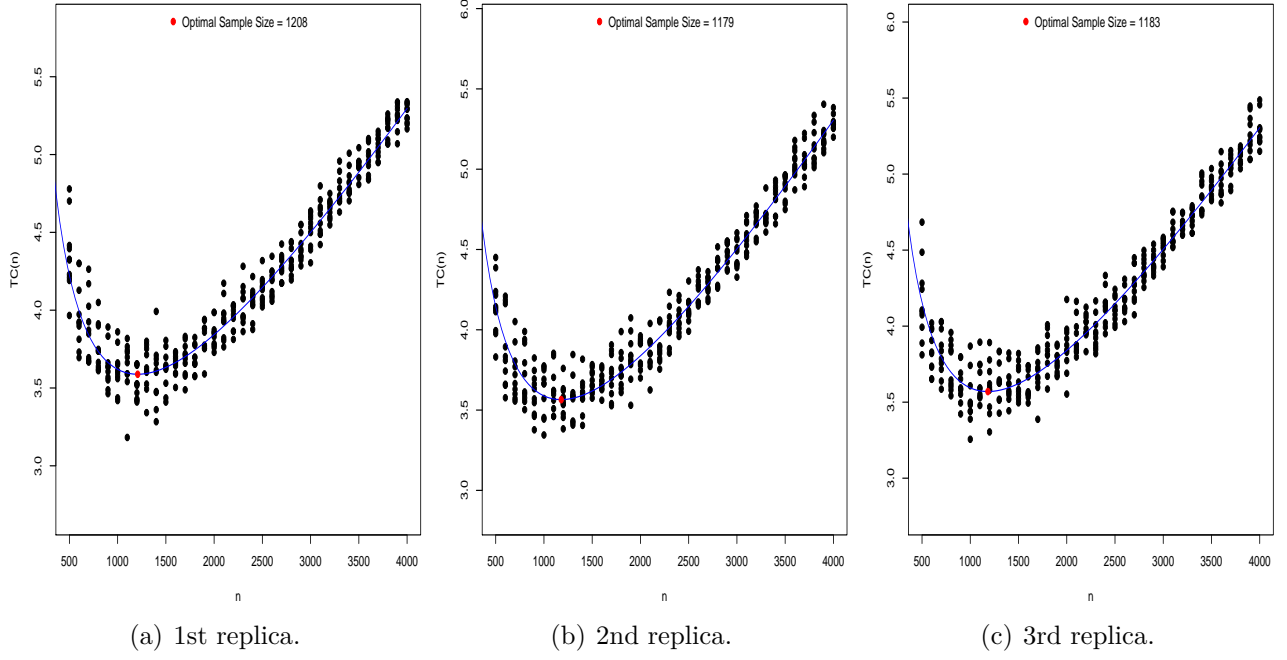 Optimal Sample Size = 1208
TC(n)
5.5
5.0
4.5
4.0
3.5
3.0
500 1000 1500 2000 2500 3000 3500 4000
n
(a) 1st replica.
Optimal Sample Size = 1179
TC(n)
6.0
5.5
5.0
4.5
4.0
3.5
3.0
500 1000 1500 2000 2500 3000 3500 4000
n
(b) 2nd replica.
Optimal Sample Size = 1183
TC(n)
6.0
5.5
5.0
4.5
4.0
3.5
3.0
500 1000 1500 2000 2500 3000 3500 4000
n
(c) 3rd replica.